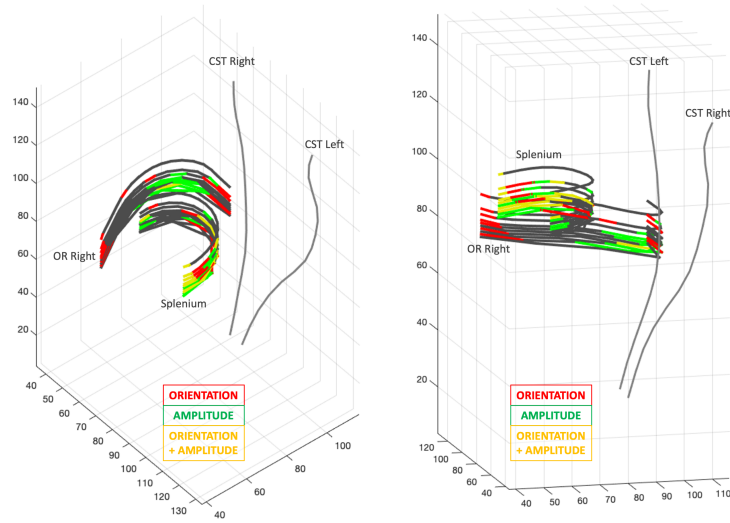 CST Right
CST Left
OR Right
Splenium
140
120
100
80
60
40
20
40
50
60
70
80
90
100
110
120
130
40
60
80
100
ORIENTATION
AMPLITUDE
ORIENTATION
+ AMPLITUDE
CST Left
CST Right
Splenium
OR Right
140
120
100
80
60
40
20
120
100
80
60
40
40
50
60
70
80
90
100
110
ORIENTATION
AMPLITUDE
ORIENTATION
+ AMPLITUDE